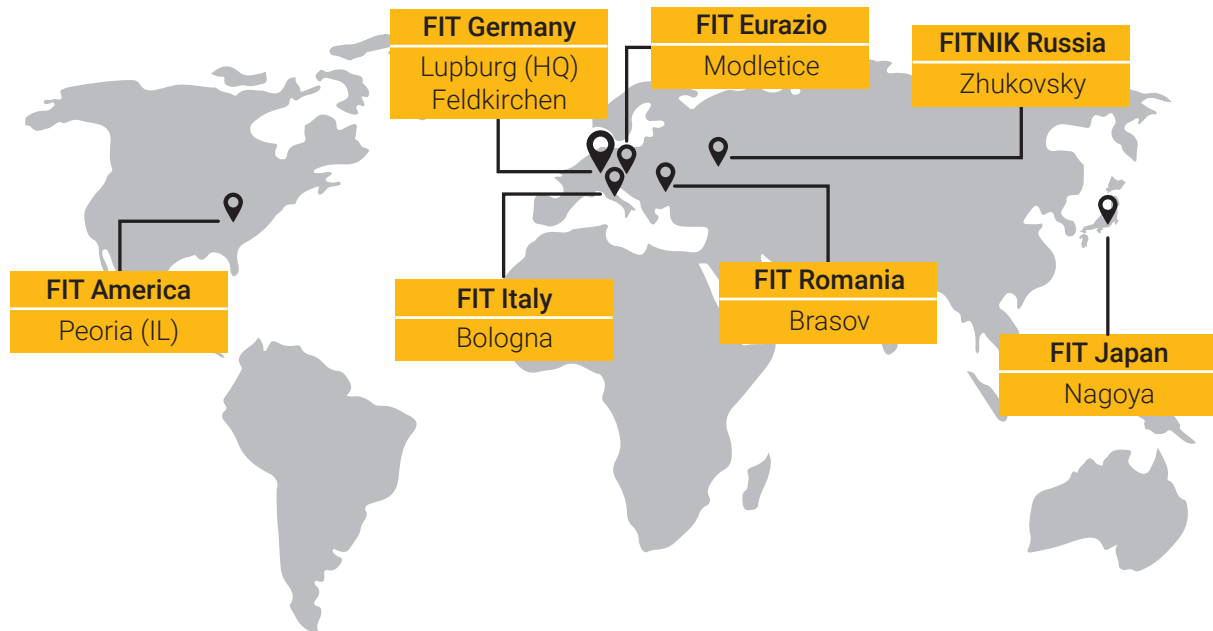 FIT Germany
Lupburg (HQ)
Feldkirchen
FIT Eurazio
Modletice
FITNIK Russia
Zhukovsky
FIT America
Peoria (IL)
FIT Italy
Bologna
FIT Romania
Brasov
FIT Japan
Nagoya